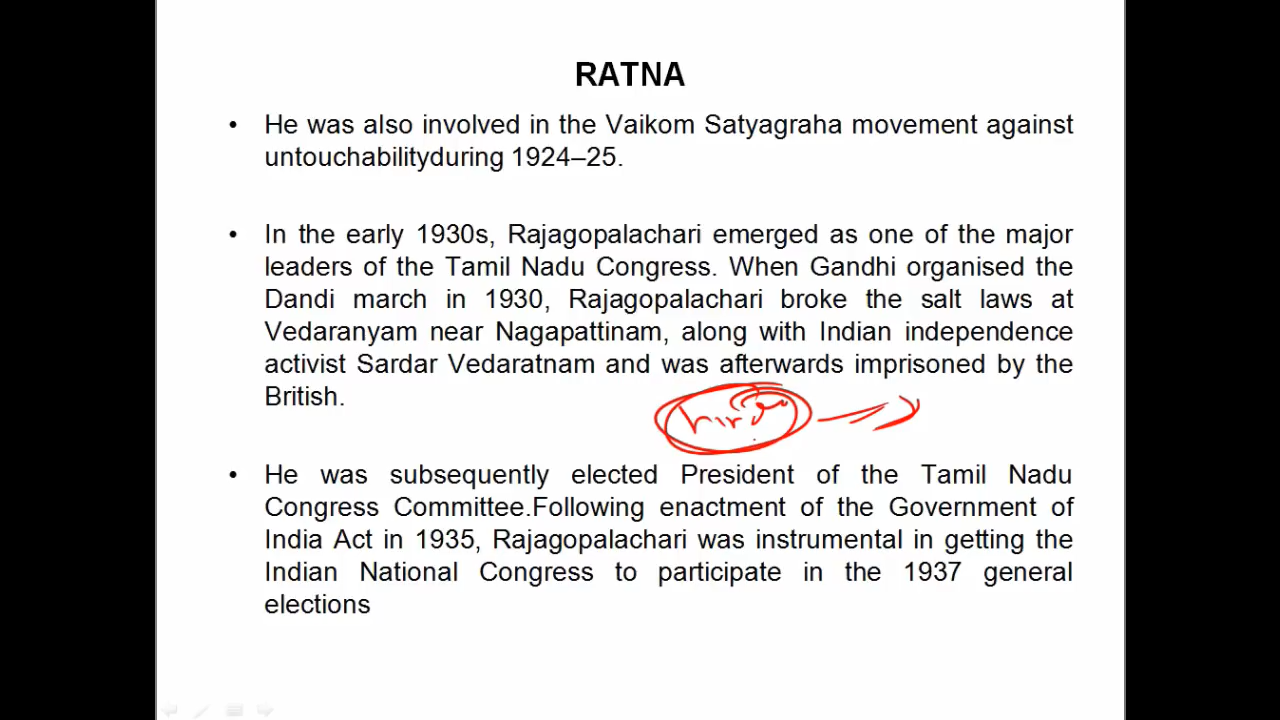 RATNA
• He was also involved in the Vaikom Satyagraha movement against
untouchabilityduring 1924–25.
• In the early 1930s, Rajagopalachari emerged as one of the major
leaders of the Tamil Nadu Congress. When Gandhi organised the
Dandi march in 1930, Rajagopalachari broke the salt laws at
Vedaranyam near Nagapattinam, along with Indian independence
activist Sardar Vedaratnam and was afterwards imprisoned by the
British.
• He was subsequently elected President of the Tamil Nadu
Congress Committee.Following enactment of the Government of
India Act in 1935, Rajagopalachari was instrumental in getting the
Indian National Congress to participate in the 1937 general
elections